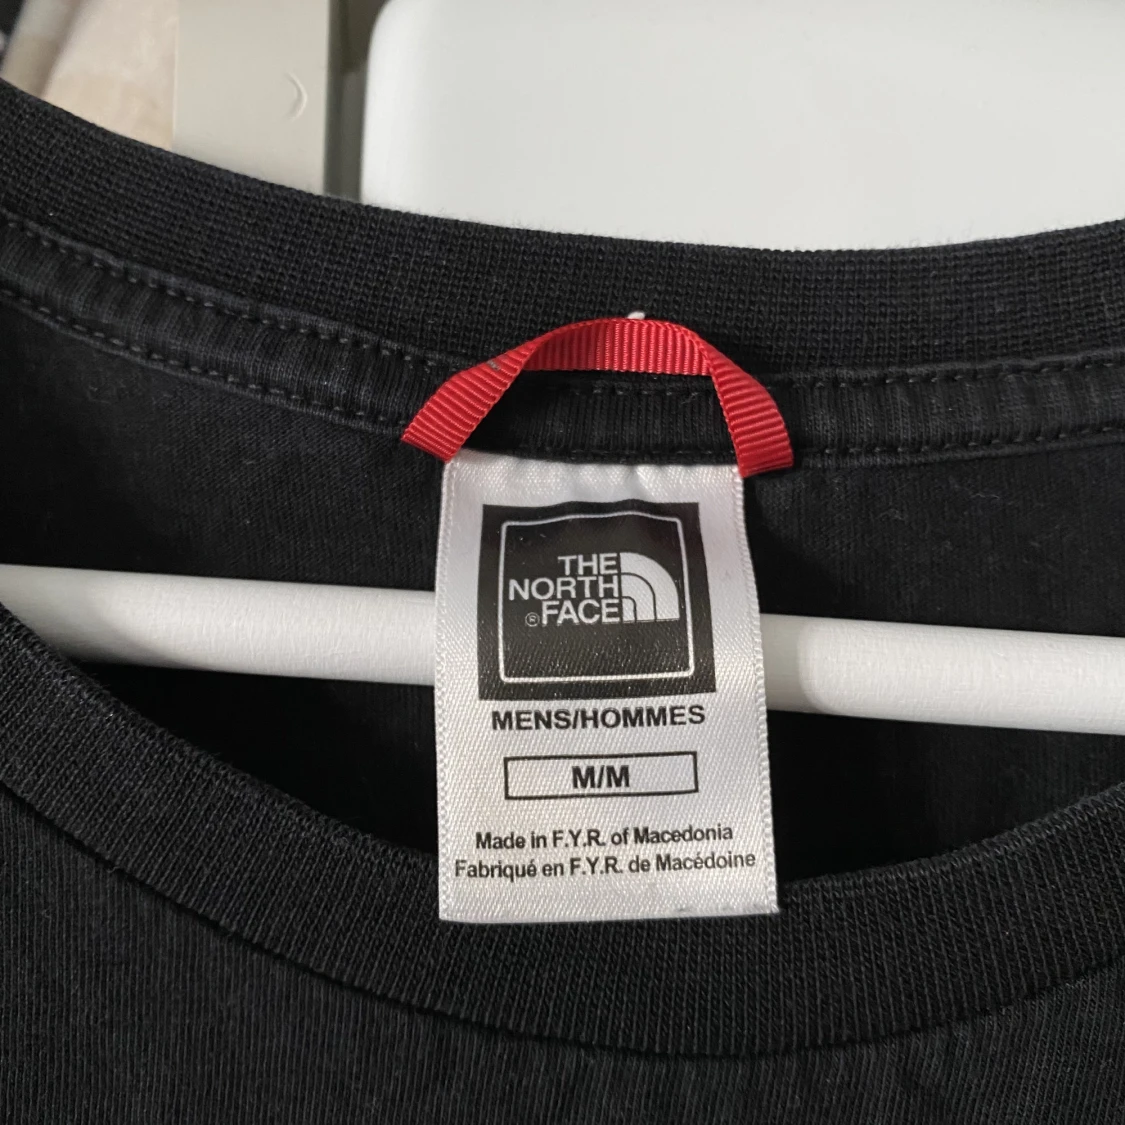 THE
NORTH
®FACE
MENS/HOMMES
M/M
Made in F.Y.R. of Macedonia
Fabriqué en F.Y.R. de Macédoine